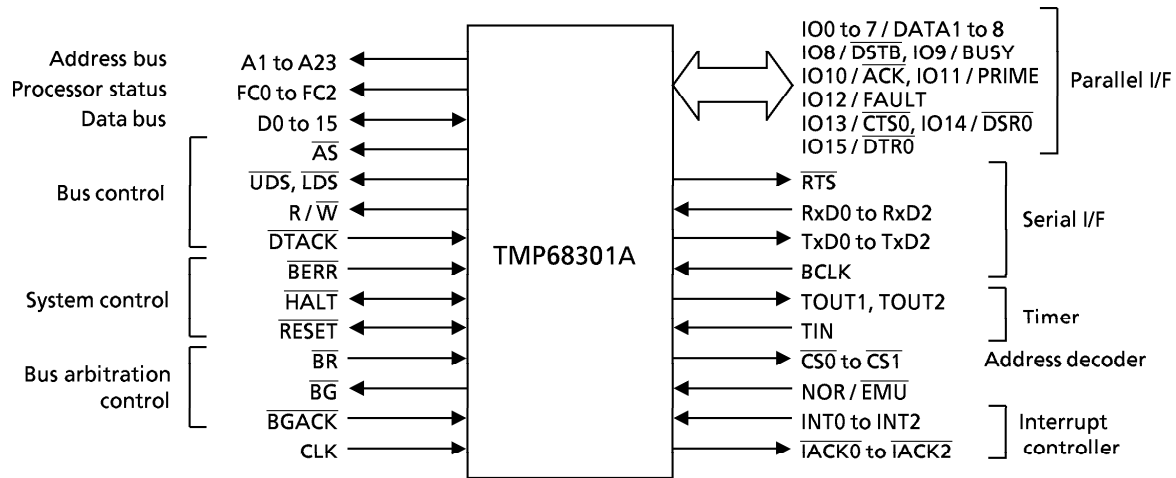 IO0 to 7 / DATA1 to 8
IO8 / DSTB, IO9 / BUSY
IO10 / ACK, IO11 / PRIME
IO12 / FAULT
IO13 / CTS0, IO14 / DSR0
IO15 / DTR0
Parallel I/F
Address bus A1 to A23
Processor status FC0 to FC2
Data bus D0 to 15
AS
UDS, LDS
R / W
DTACK
Bus control
BERR
HALT
RESET
System control
BR
BG
BGACK
Bus arbitration
control
CLK
TMP68301A
RTS
RxD0 to RxD2
TxD0 to TxD2
BCLK
Serial I/F
TOUT1, TOUT2
TIN
Timer
CS0 to CS1 Address decoder
NOR / EMU
INT0 to INT2
IACK0 to IACK2
Interrupt
controller